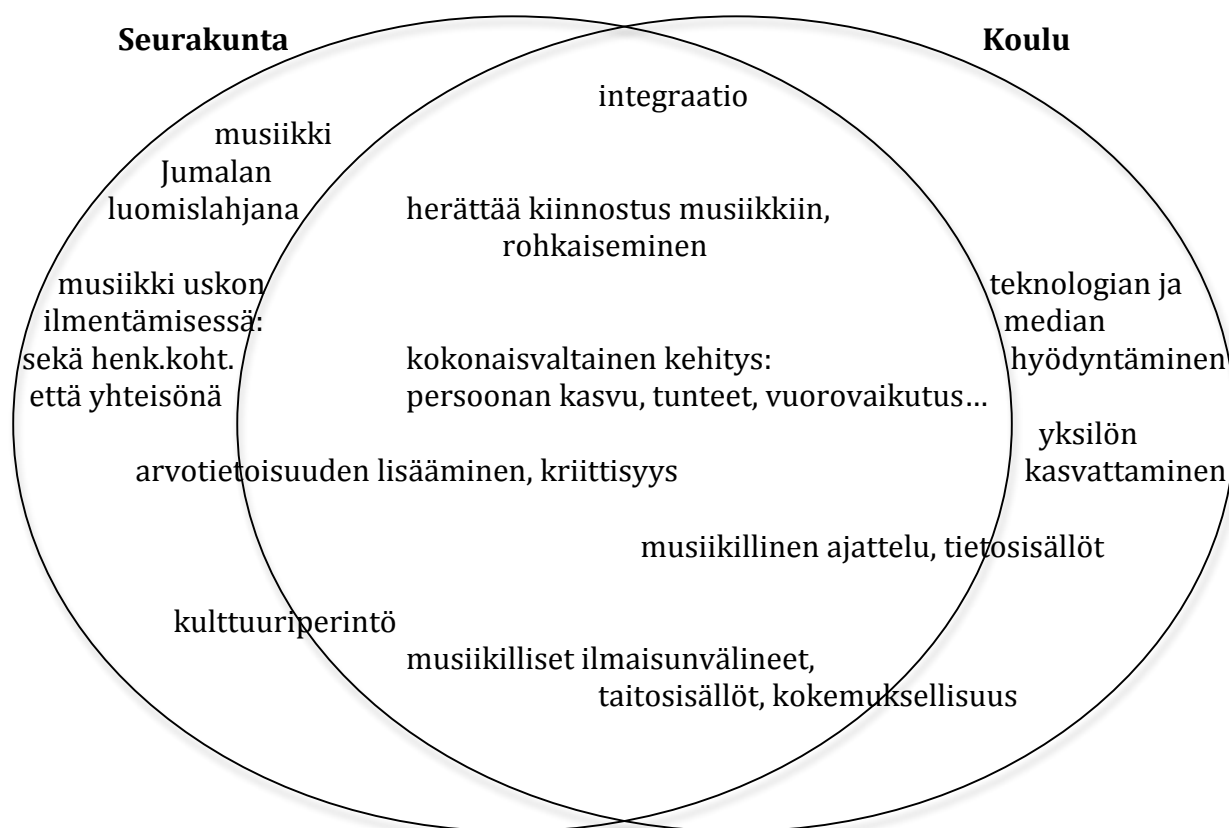 Seurakunta
Koulu
integraatio
musiikki
Jumalan
luomislahjana
herättää kiinnostus musiikkiin,
rohkaiseminen
musiikki uskon
ilmentämisessä:
sekä henk.koht.
että yhteisönä
teknologian ja
median
hyödyntäminen
kokonaisvaltainen kehitys:
persoonan kasvu, tunteet, vuorovaikutus…
yksilön
kasvattaminen
arvotietoisuuden lisääminen, kriittisyys
musiikillinen ajattelu, tietosisällöt
kulttuuriperintö
musiikilliset ilmaisunvälineet,
taitosisällöt, kokemuksellisuus